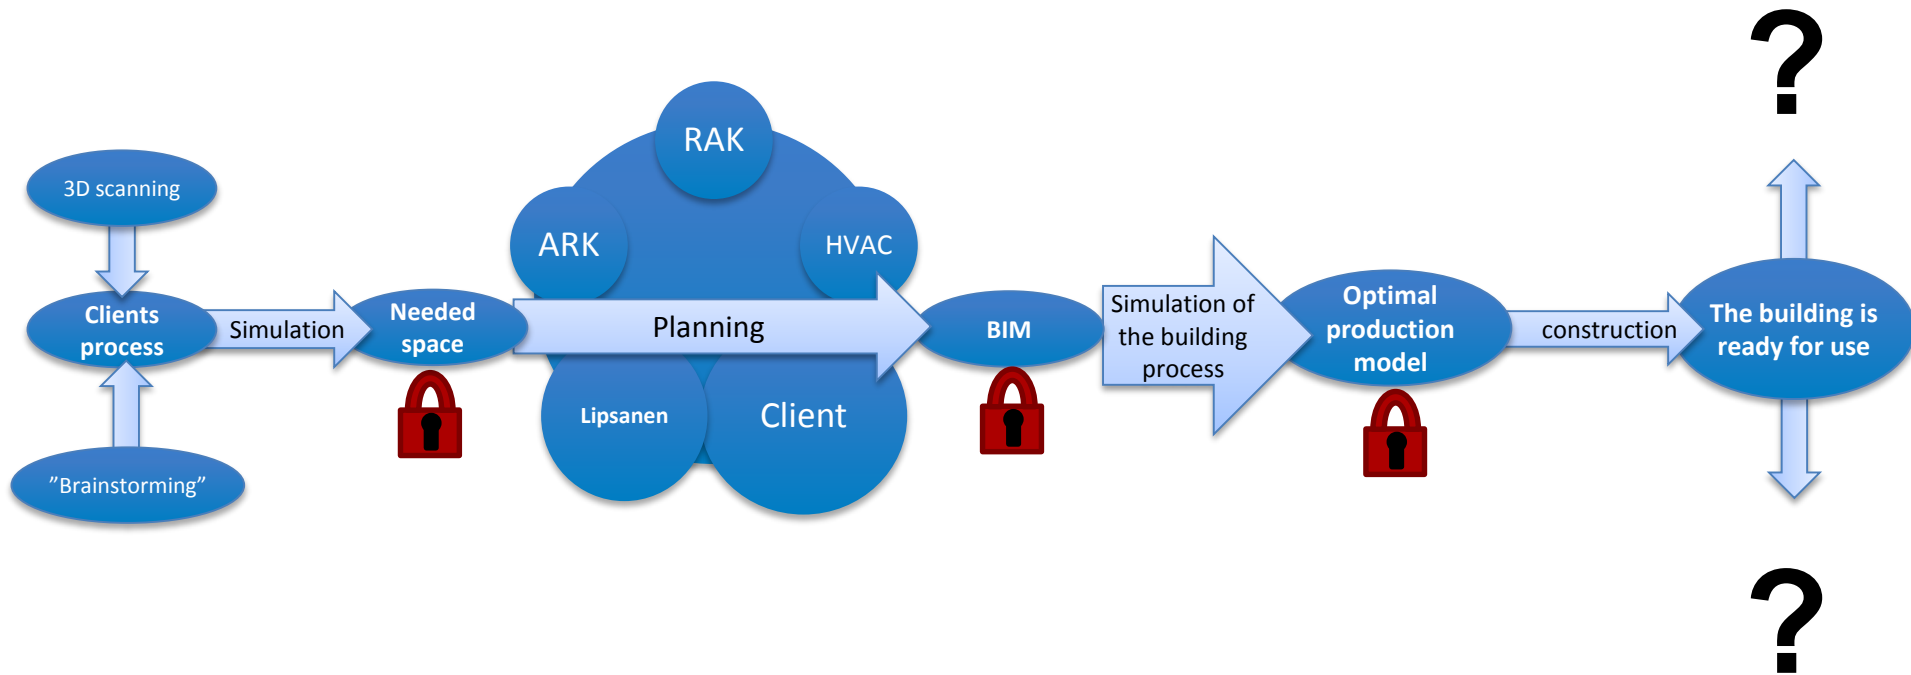 ?
RAK
3D scanning
ARK
HVAC
Clients
process
Simulation
Needed
space
Planning
BIM
Simulation of
the building
process
Optimal
production
model
construction
The building is
ready for use
Lipsanen
Client
”Brainstorming”
?